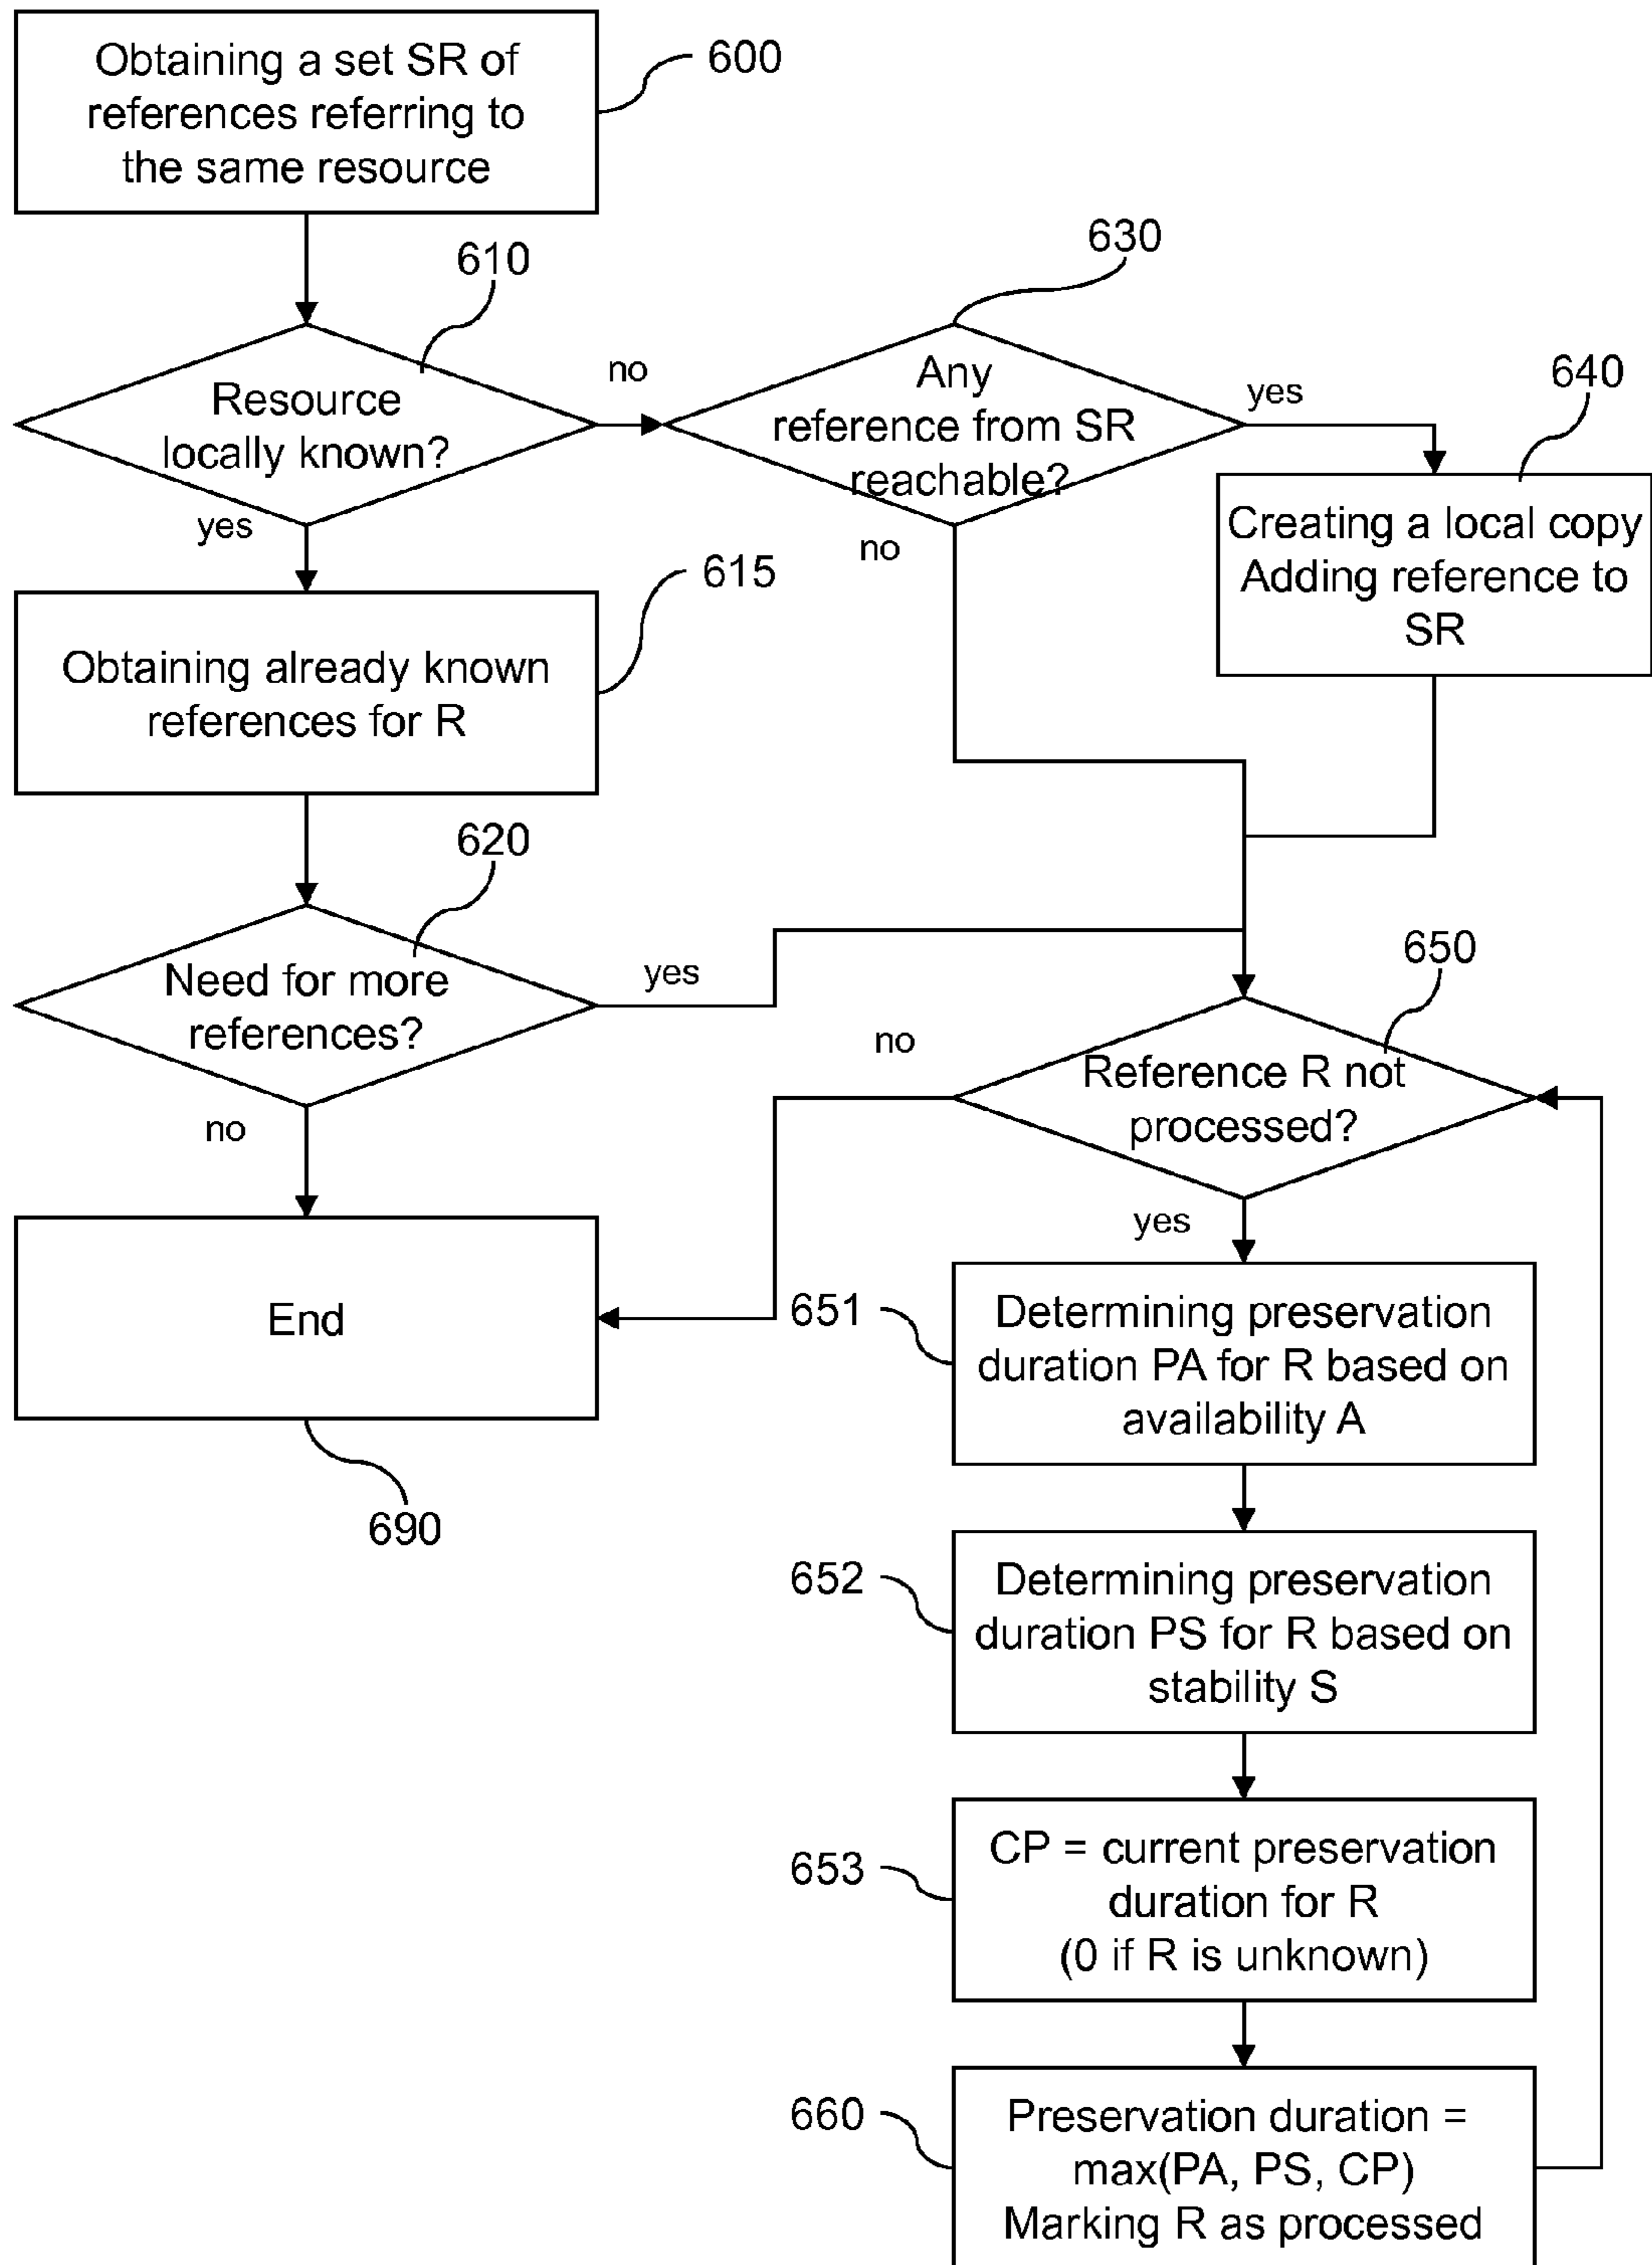 Obtaining a set SR of
references referring to
the same resource
600
610
Resource
locally known?
no
yes
630
Any
reference from SR
reachable?
yes
no
640
Creating a local copy
Adding reference to
SR
615
Obtaining already known
references for R
620
Need for more
references?
yes
no
650
Reference R not
processed?
no
yes
End
690
651
Determining preservation
duration PA for R based on
availability A
652
Determining preservation
duration PS for R based on
stability S
653
CP = current preservation
duration for R
(0 if R is unknown)
660
Preservation duration =
max(PA, PS, CP)
Marking R as processed